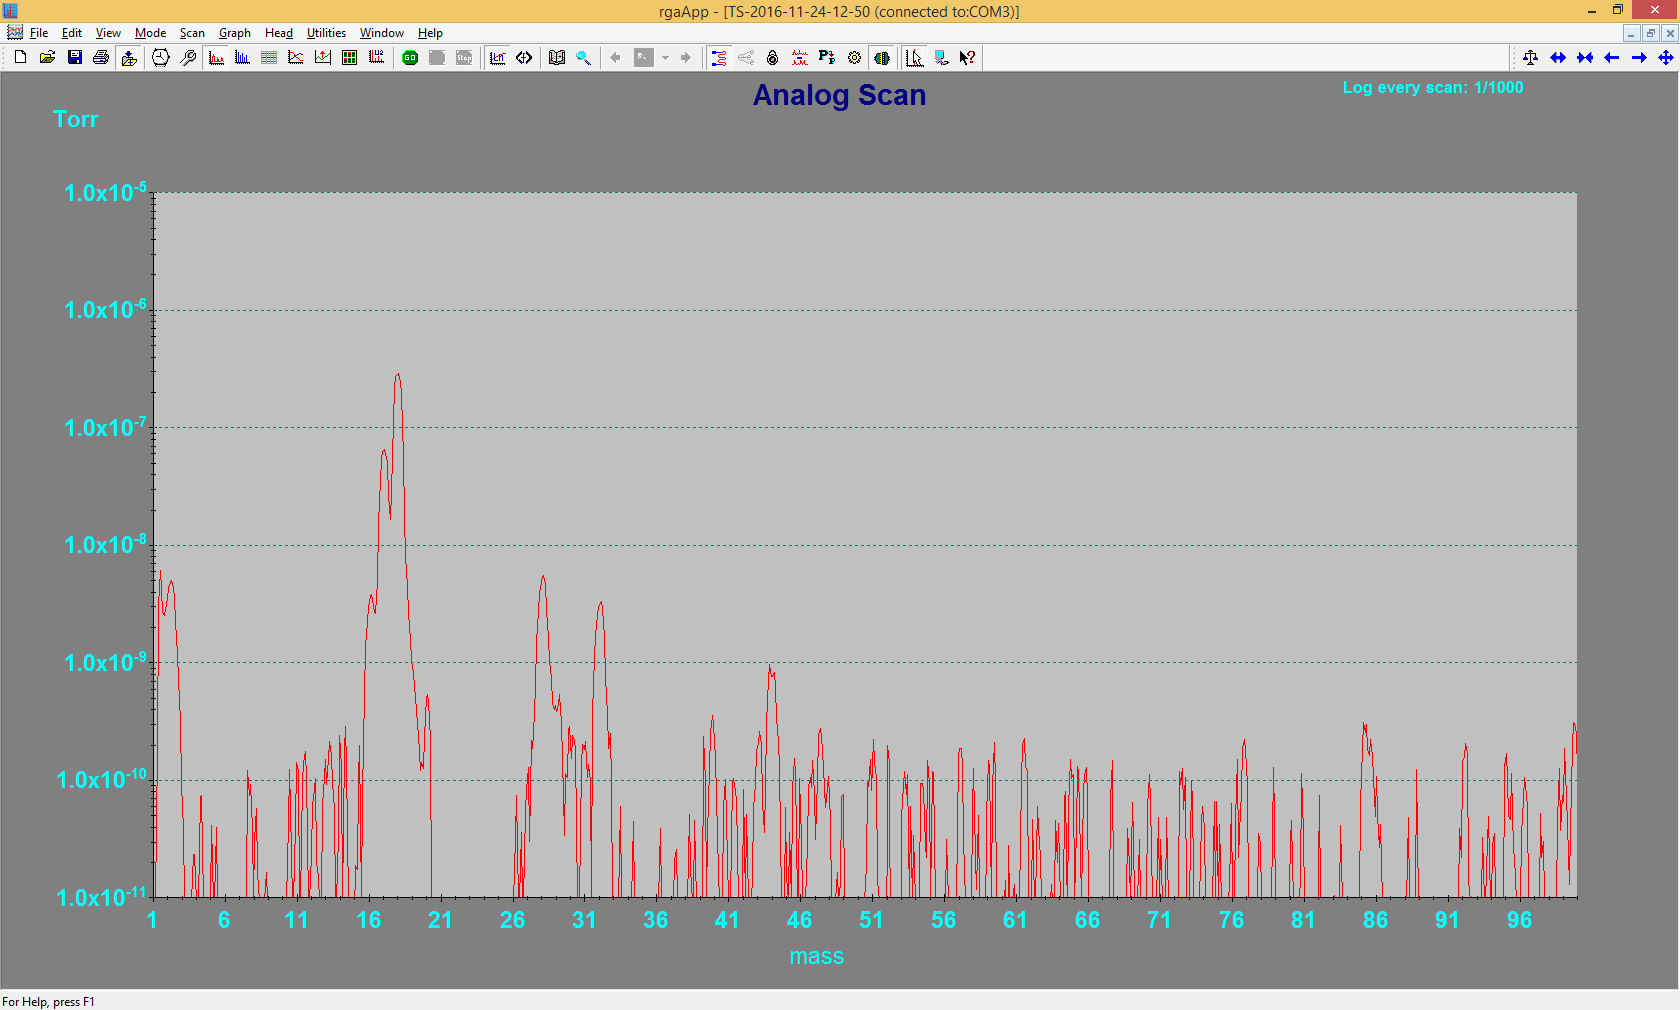 rgaApp - [TS-2016-11-24-12-50 (connected to:COM3)]
File Edit View Mode Scan Graph Head Utilities Window Help
GO Stop
Analog Scan
Log every scan: 1/1000
Torr
1.0x10-5
1.0x10-6
1.0x10-7
1.0x10-8
1.0x10-9
1.0x10-10
1.0x10-11
1 6 11 16 21 26 31 36 41 46 51 56 61 66 71 76 81 86 91 96
mass
For Help, press F1